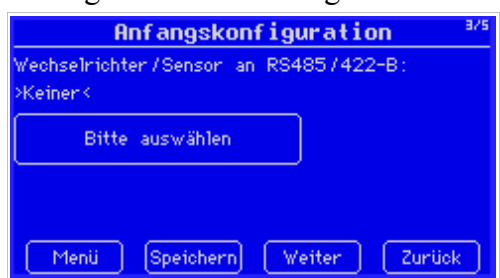 Anfangskonfiguration 3/5
Wechselrichter/Sensor an RS485/422-B:
>Keiner<
Bitte auswählen
Menü Speichern Weiter Zurück